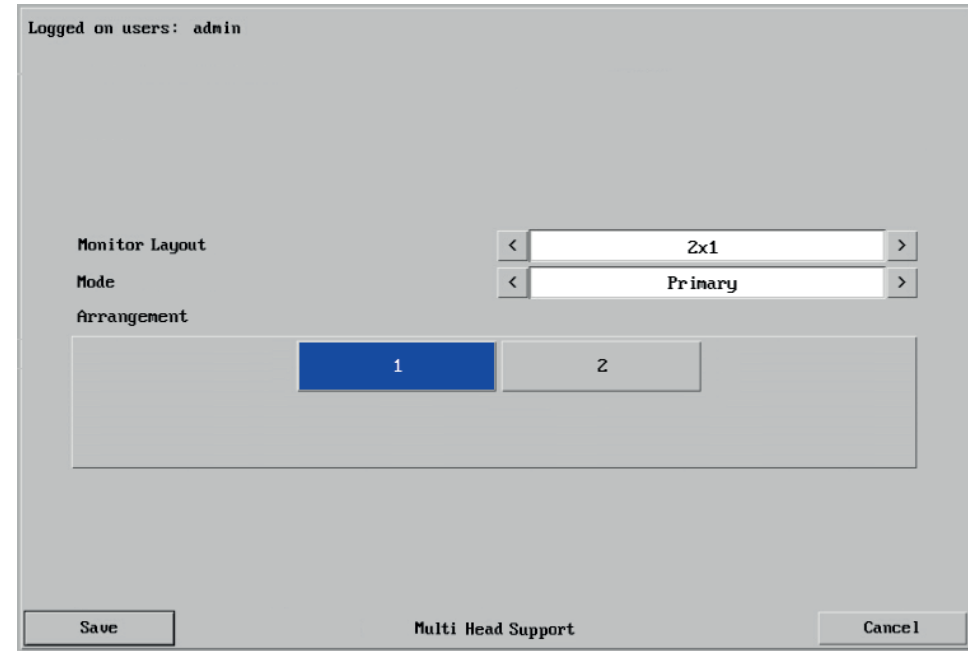 Logged on users: admin
Monitor Layout < 2x1 >
Mode < Primary >
Arrangement
1 2
Save Multi Head Support Cancel